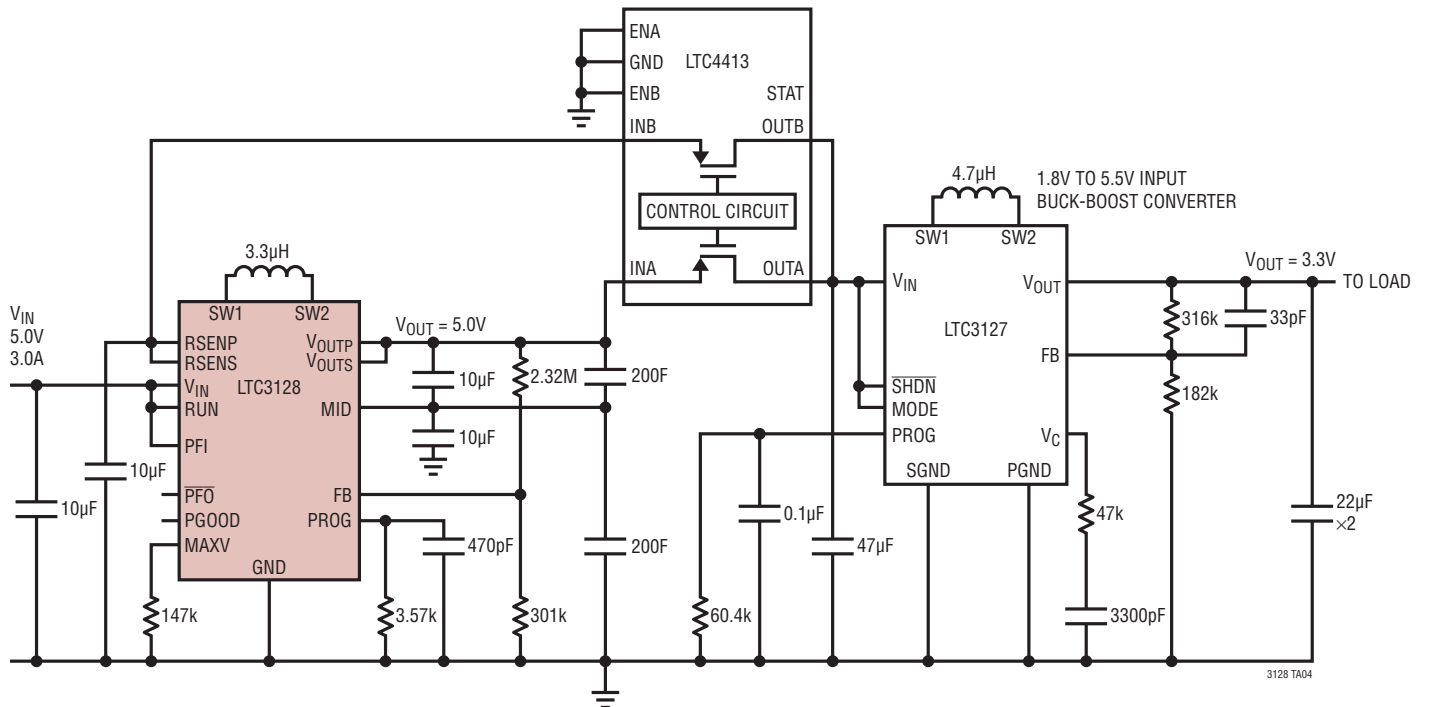 ENA
GND
LTC4413
ENB
STAT
INB
OUTB
CONTROL CIRCUIT
INA
OUTA
4.7µH
1.8V TO 5.5V INPUT
BUCK-BOOST CONVERTER
SW1
SW2
VIN
VOUT
VOUT = 3.3V
TO LOAD
LTC3127
316k
33pF
FB
SHDN
MODE
182k
PROG
VC
SGND
PGND
47k
3300pF
22µF
×2
3.3µH
SW1
SW2
VIN
5.0V
3.0A
RSENP
RSENS
VOUTP
VOUTS
VOUT = 5.0V
VIN
LTC3128
RUN
MID
PFI
10µF
2.32M
200F
10µF
10µF
10µF
PFO
FB
PGOOD
PROG
MAXV
GND
470pF
200F
147k
3.57k
301k
60.4k
0.1µF
47µF
3128 TA04